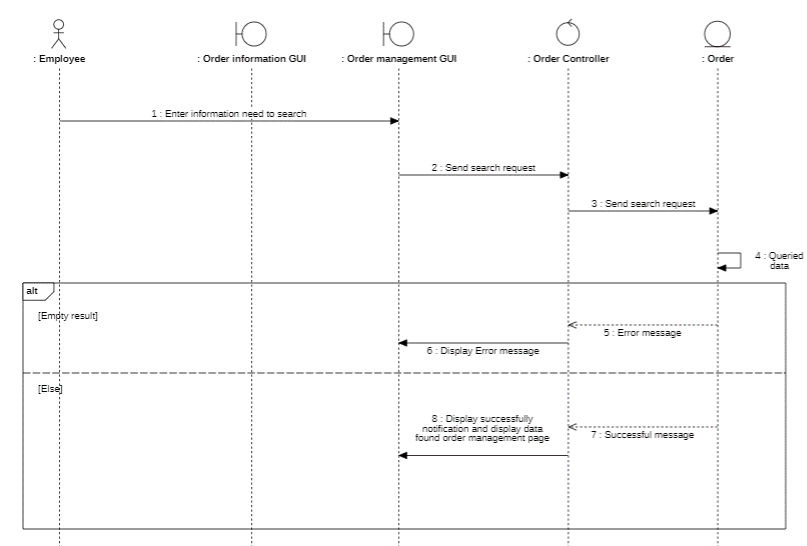 : Employee
: Order information GUI
: Order management GUI
: Order Controller
: Order
1 : Enter information need to search
2 : Send search request
3 : Send search request
4 : Queried
data
alt
[Empty result]
5 : Error message
6 : Display Error message
[Else]
8 : Display successfully
notification and display data
found order management page
7 : Successful message